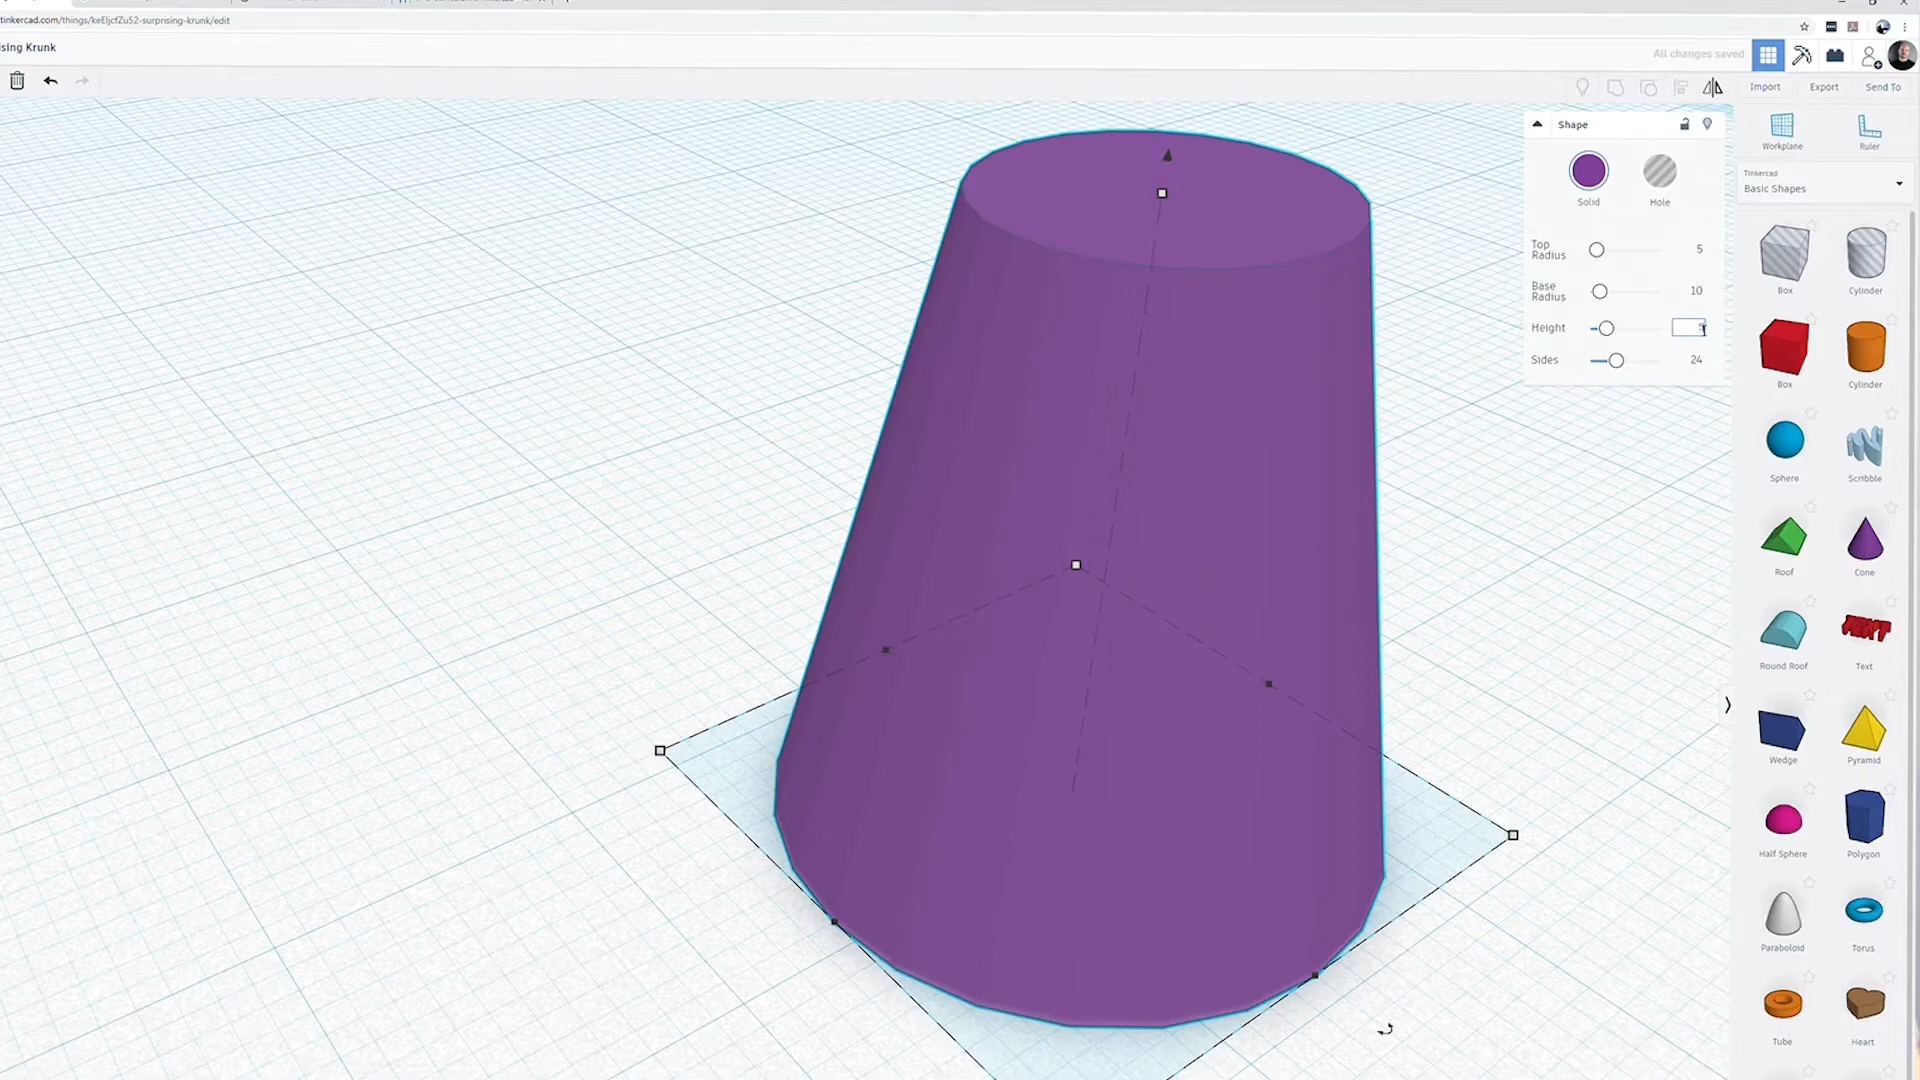 tinkercad.com/things/keEljcfZu52-surprising-krunk/edit
ising Krunk
All changes saved
Import
Export
Send To
Shape
Solid
Hole
Top
Radius
5
Base
Radius
10
Height
Sides
24
Workplane
Ruler
Tinkercad
Basic Shapes
Box
Cylinder
Box
Cylinder
Sphere
Scribble
Roof
Cone
Round Roof
Text
TEXT
Wedge
Pyramid
Half Sphere
Polygon
Paraboloid
Torus
Tube
Heart